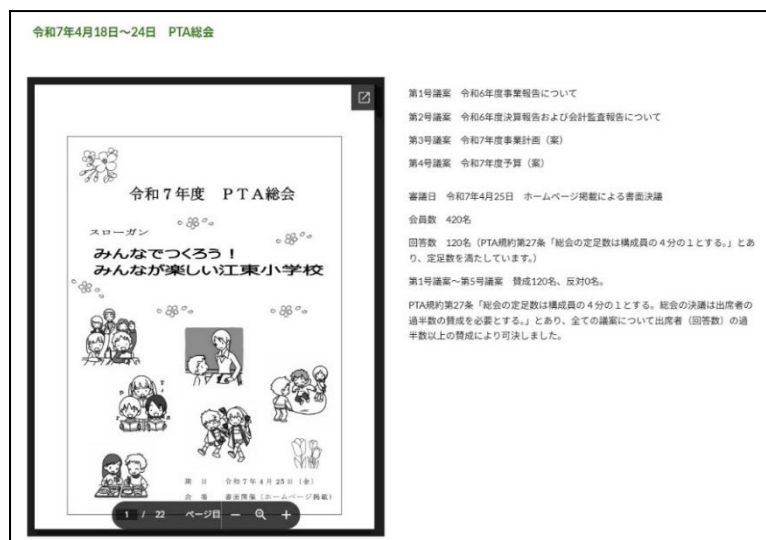 令和7年4月18日～24日　PTA総会
令和７年度　ＰＴＡ総会
スローガン
みんなでつくろう！
みんなが楽しい江東小学校
期　日　令和７年４月25日（金）
会　場　書面開催（ホームページ掲載）
1 / 22 ページ目
第1号議案　令和6年度事業報告について
第2号議案　令和6年度決算報告および会計監査報告について
第3号議案　令和7年度事業計画（案）
第4号議案　令和7年度予算（案）
審議日　令和7年4月25日　ホームページ掲載による書面決議
会員数　420名
回答数　120名（PTA規約第27条「総会の定足数は構成員の４分の１とする。」とあ
り、定足数を満たしています。）
第1号議案～第5号議案　賛成120名、反対0名。
PTA規約第27条「総会の定足数は構成員の４分の１とする。総会の決議は出席者の
過半数の賛成を必要とする。」とあり、全ての議案について出席者（回答数）の過
半数以上の賛成により可決しました。